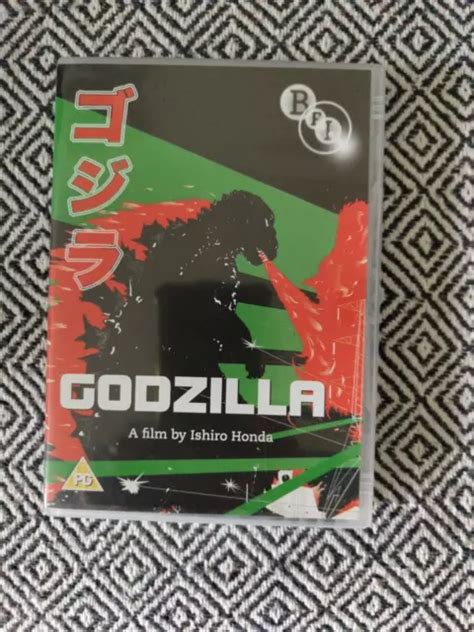 BFI
ゴジラ
GODZILLA
A film by Ishiro Honda
PG